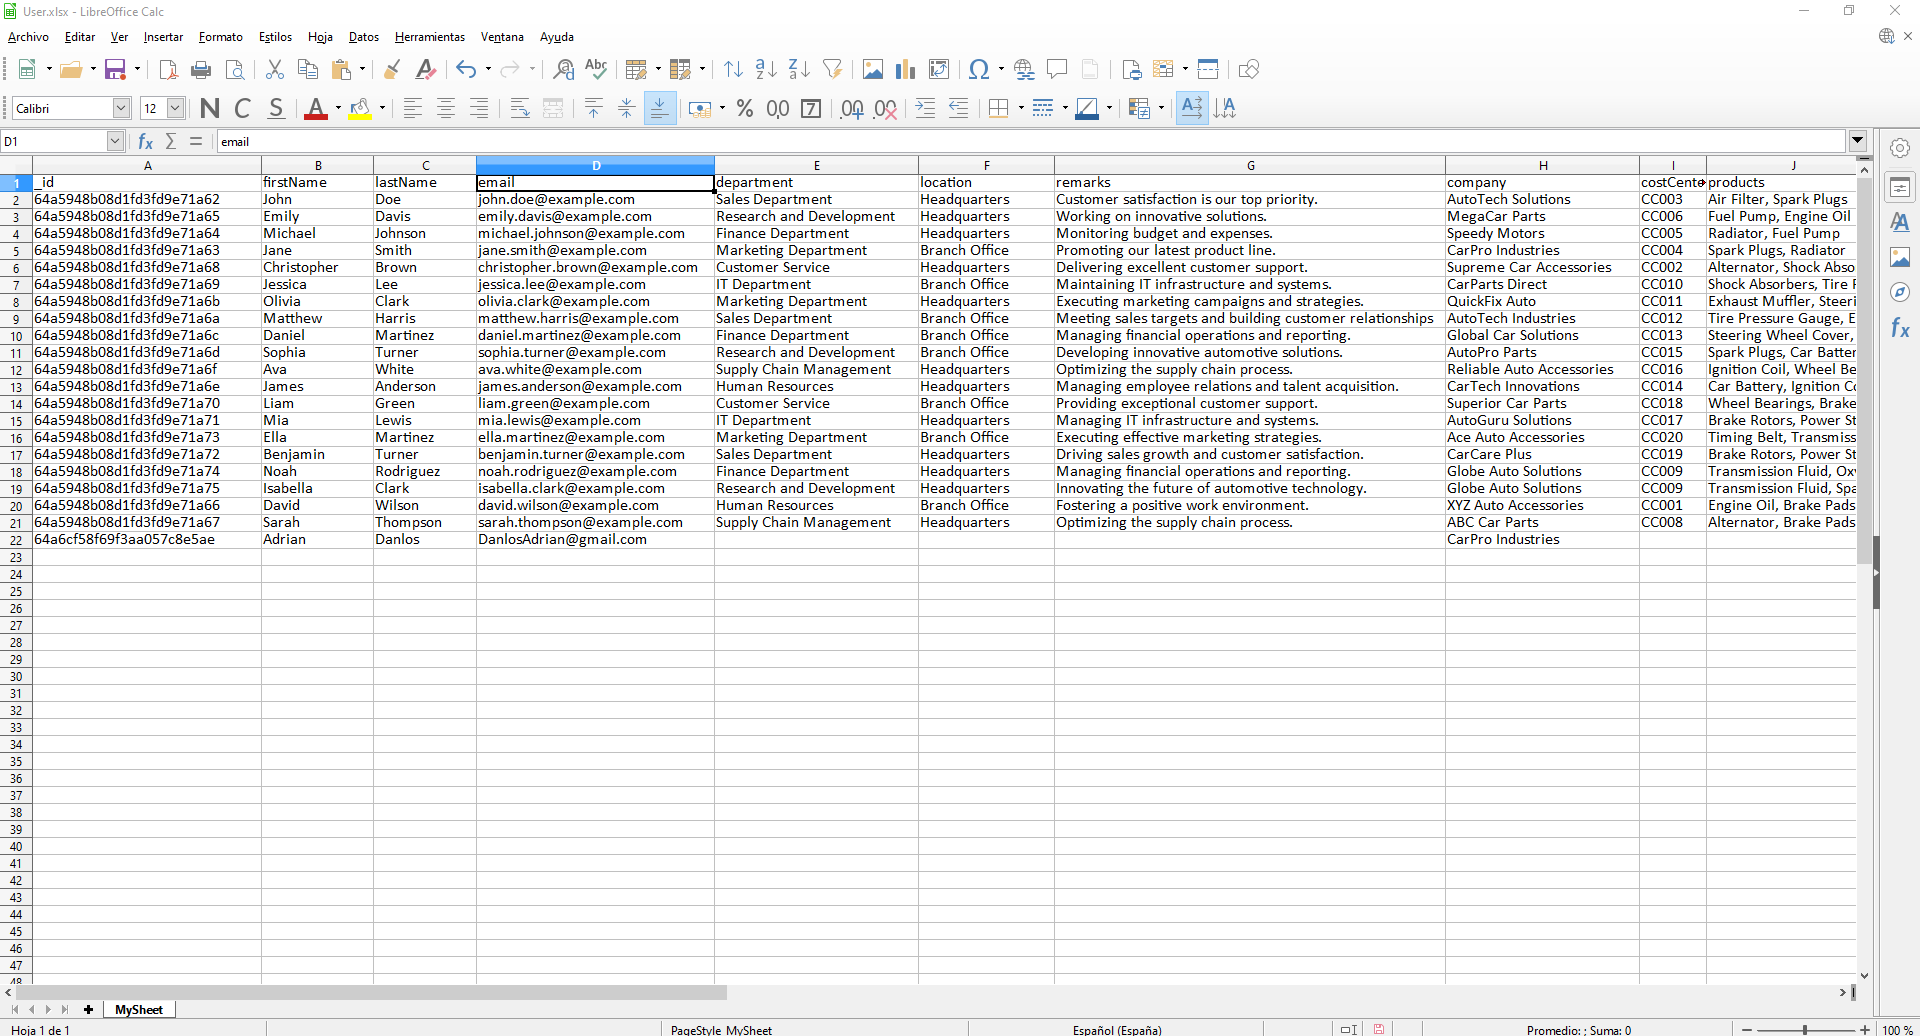 User.xlsx - LibreOffice Calc
Archivo Editar Ver Insertar Formato Estilos Hoja Datos Herramientas Ventana Ayuda
Calibri 12 N C S
D1 email
A B C D E F G H I J
1 _id firstName lastName email department location remarks company costCente products
2 64a5948b08d1fd3fd9e71a62 John Doe john.doe@example.com Sales Department Headquarters Customer satisfaction is our top priority. AutoTech Solutions CC003 Air Filter, Spark Plugs
3 64a5948b08d1fd3fd9e71a65 Emily Davis emily.davis@example.com Research and Development Headquarters Working on innovative solutions. MegaCar Parts CC006 Fuel Pump, Engine Oil
4 64a5948b08d1fd3fd9e71a64 Michael Johnson michael.johnson@example.com Finance Department Headquarters Monitoring budget and expenses. Speedy Motors CC005 Radiator, Fuel Pump
5 64a5948b08d1fd3fd9e71a63 Jane Smith jane.smith@example.com Marketing Department Branch Office Promoting our latest product line. CarPro Industries CC004 Spark Plugs, Radiator
6 64a5948b08d1fd3fd9e71a68 Christopher Brown christopher.brown@example.com Customer Service Headquarters Delivering excellent customer support. Supreme Car Accessories CC002 Alternator, Shock Abso
7 64a5948b08d1fd3fd9e71a69 Jessica Lee jessica.lee@example.com IT Department Branch Office Maintaining IT infrastructure and systems. CarParts Direct CC010 Shock Absorbers, Tire
8 64a5948b08d1fd3fd9e71a6b Olivia Clark olivia.clark@example.com Marketing Department Headquarters Executing marketing campaigns and strategies. QuickFix Auto CC011 Exhaust Muffler, Steeri
9 64a5948b08d1fd3fd9e71a6a Matthew Harris matthew.harris@example.com Sales Department Branch Office Meeting sales targets and building customer relationships AutoTech Industries CC012 Tire Pressure Gauge, E
10 64a5948b08d1fd3fd9e71a6c Daniel Martinez daniel.martinez@example.com Finance Department Branch Office Managing financial operations and reporting. Global Car Solutions CC013 Steering Wheel Cover,
11 64a5948b08d1fd3fd9e71a6d Sophia Turner sophia.turner@example.com Research and Development Branch Office Developing innovative automotive solutions. AutoPro Parts CC015 Spark Plugs, Car Batter
12 64a5948b08d1fd3fd9e71a6f Ava White ava.white@example.com Supply Chain Management Branch Office Optimizing the supply chain process. Reliable Auto Accessories CC016 Ignition Coil, Wheel Be
13 64a5948b08d1fd3fd9e71a6e James Anderson james.anderson@example.com Human Resources Branch Office Managing employee relations and talent acquisition. CarTech Innovations CC014 Car Battery, Ignition Co
14 64a5948b08d1fd3fd9e71a70 Liam Green liam.green@example.com Customer Service Branch Office Providing exceptional customer support. Superior Car Parts CC018 Wheel Bearings, Brake
15 64a5948b08d1fd3fd9e71a71 Mia Lewis mia.lewis@example.com IT Department Branch Office Managing IT infrastructure and systems. AutoGuru Solutions CC017 Brake Rotors, Power St
16 64a5948b08d1fd3fd9e71a73 Ella Martinez ella.martinez@example.com Marketing Department Branch Office Executing effective marketing strategies. Ace Auto Accessories CC020 Timing Belt, Transmiss
17 64a5948b08d1fd3fd9e71a72 Benjamin Turner benjamin.turner@example.com Sales Department Branch Office Driving sales growth and customer satisfaction. CarCare Plus CC019 Brake Rotors, Power St
18 64a5948b08d1fd3fd9e71a74 Noah Rodriguez noah.rodriguez@example.com Finance Department Headquarters Managing financial operations and reporting. Globe Auto Solutions CC009 Transmission Fluid, Oxy
19 64a5948b08d1fd3fd9e71a75 Isabella Clark isabella.clark@example.com Research and Development Headquarters Innovating the future of automotive technology. Globe Auto Solutions CC009 Transmission Fluid, Spa
20 64a5948b08d1fd3fd9e71a66 David Wilson david.wilson@example.com Human Resources Branch Office Fostering a positive work environment. XYZ Auto Accessories CC001 Engine Oil, Brake Pads
21 64a5948b08d1fd3fd9e71a67 Sarah Thompson sarah.thompson@example.com Supply Chain Management Headquarters Optimizing the supply chain process. ABC Car Parts CC008 Alternator, Brake Pads
22 64a6cf58f69f3aa057c8e5ae Adrian Danlos DanlosAdrian@gmail.com CarPro Industries
23
24
25
26
27
28
29
30
31
32
33
34
35
36
37
38
39
40
41
42
43
44
45
46
47
48
MySheet
Hoja 1 de 1 PageStyle_MySheet Español (España) Promedio: ; Suma: 0 100 %